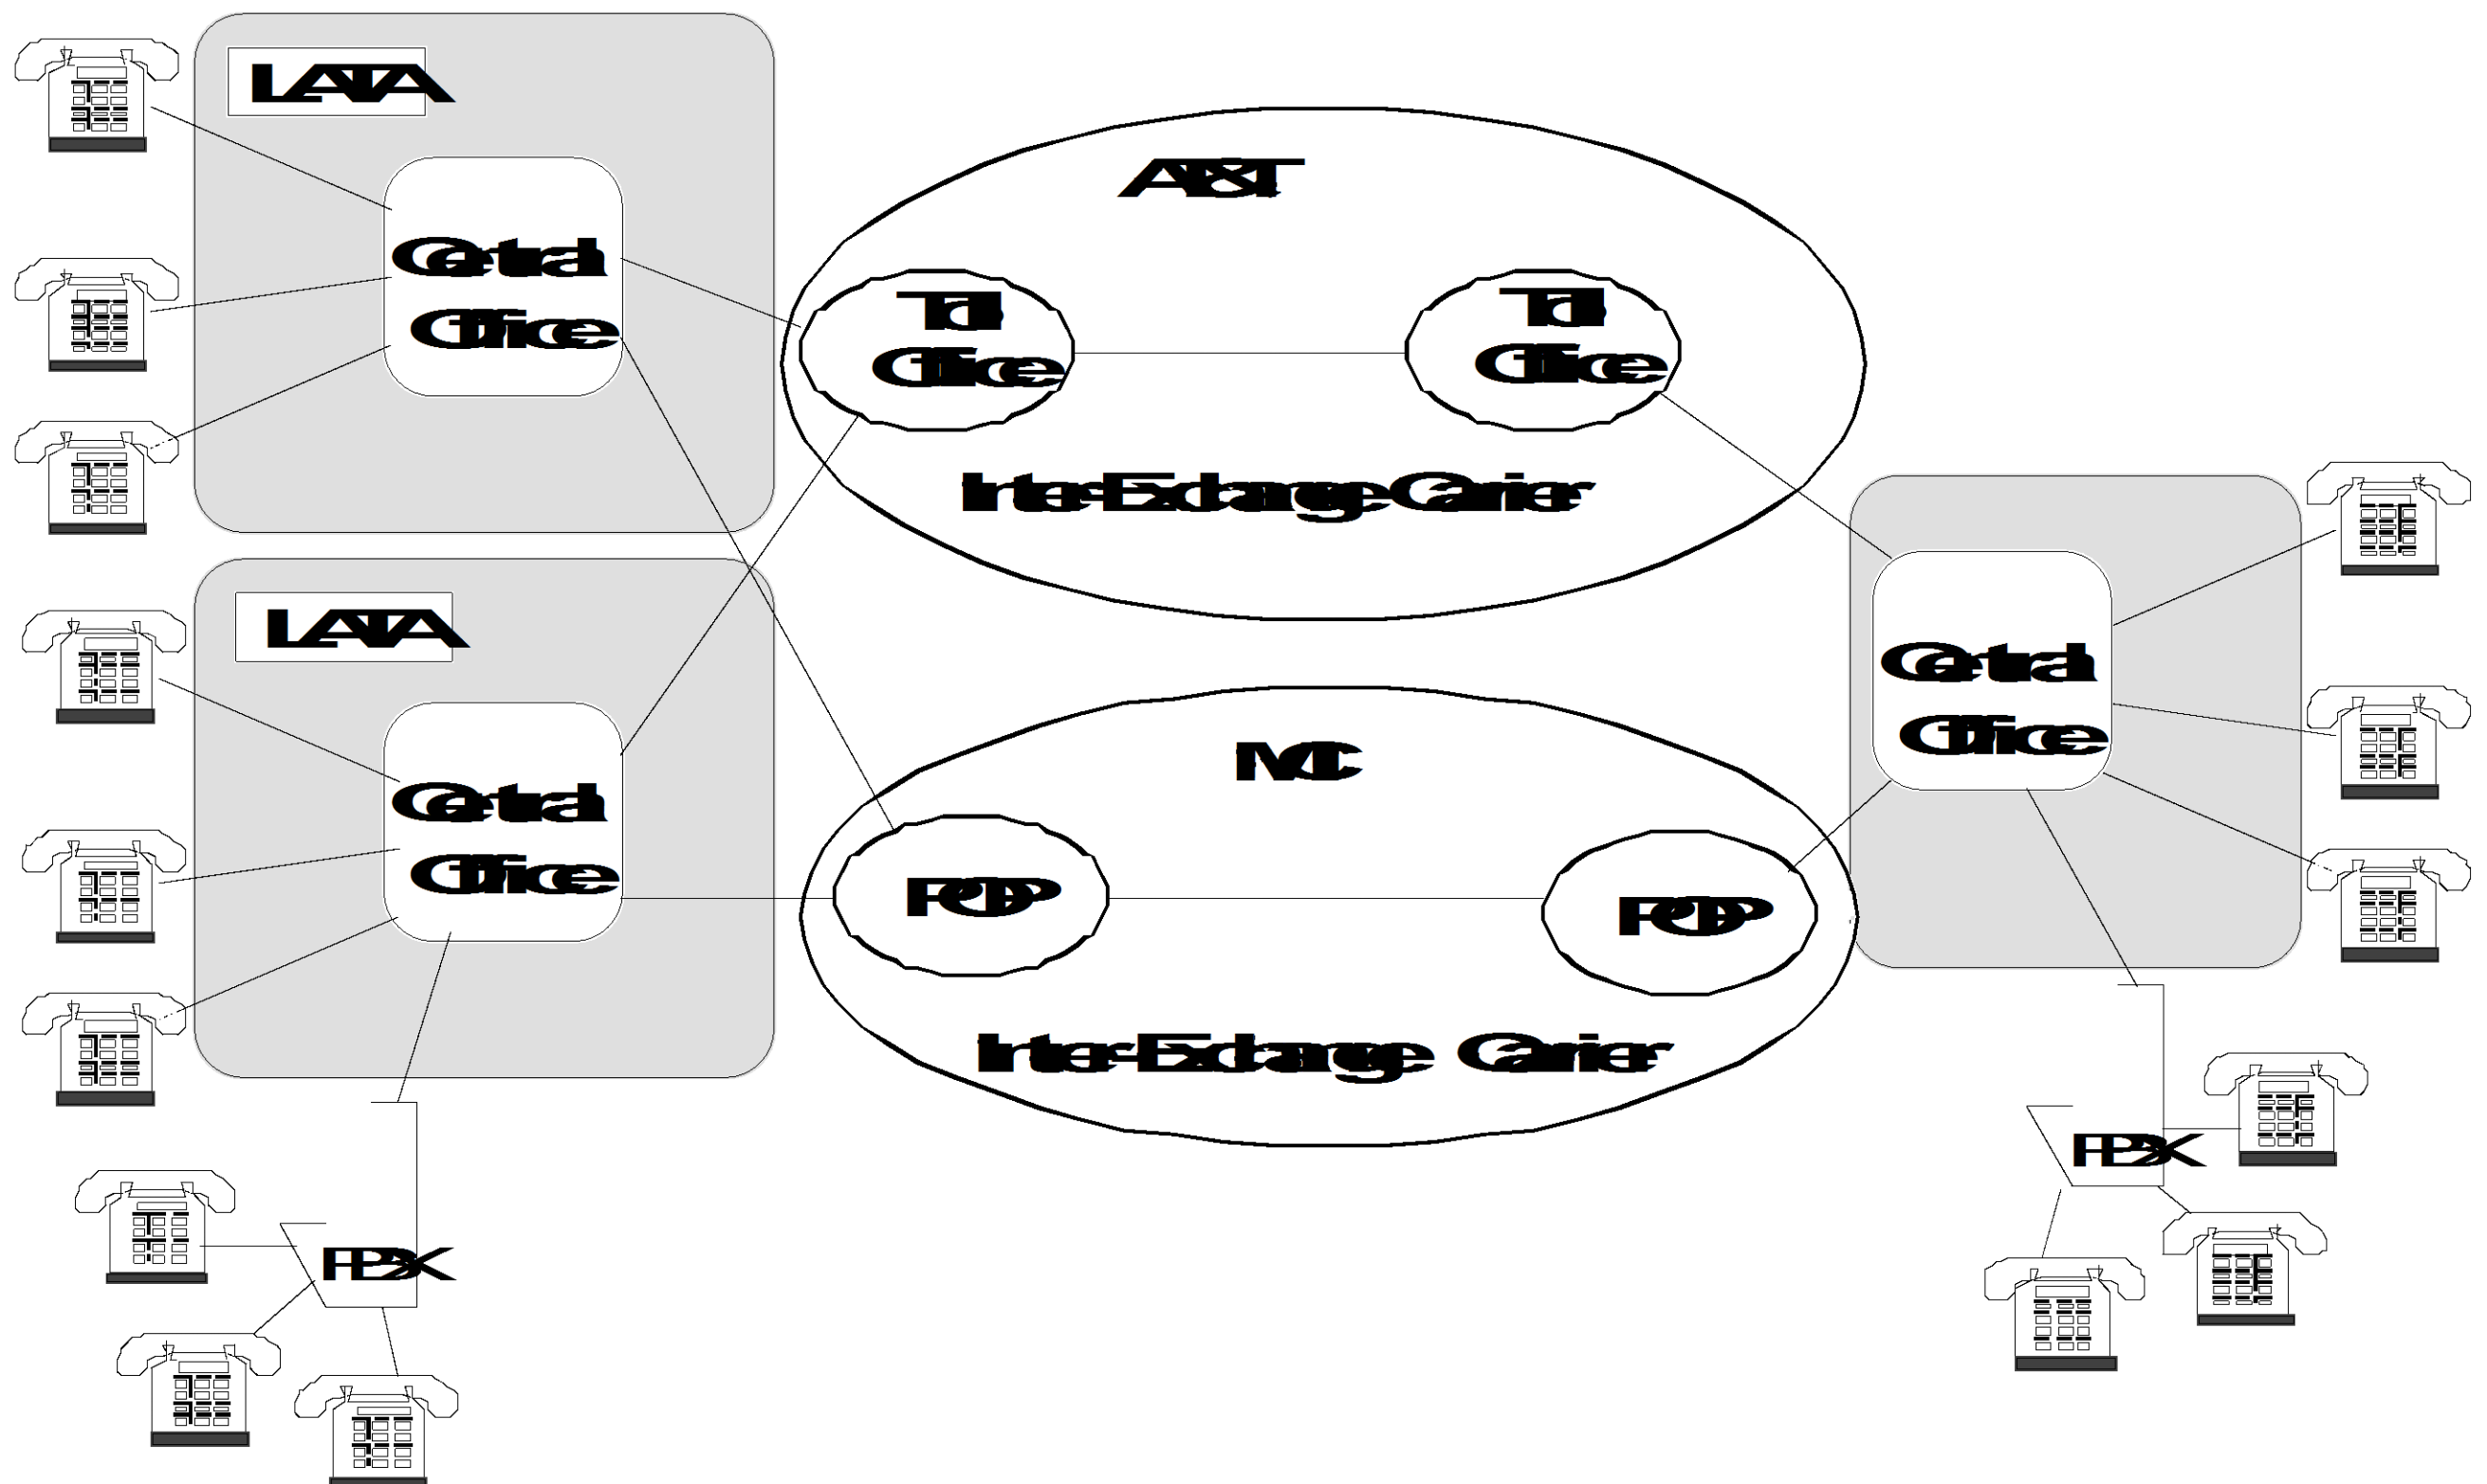 LATA
Central
Office
AT&T
Toll
Office
Toll
Office
Inter-Exchange Carrier
LATA
Central
Office
MCI
POP
POP
Inter-Exchange Carrier
Central
Office
PBX
PBX